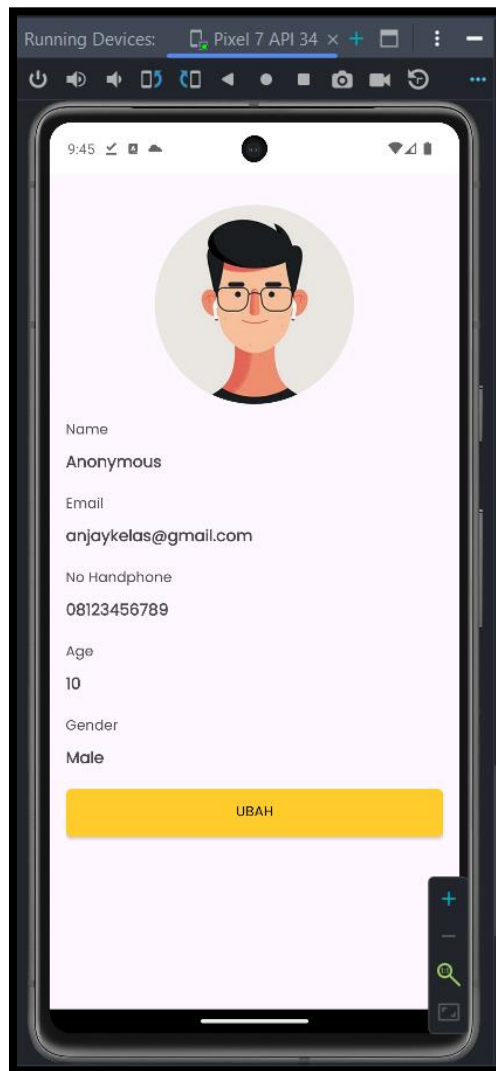 Running Devices:
Pixel 7 API 34
9:45
Name
Anonymous
Email
anjaykelas@gmail.com
No Handphone
08123456789
Age
10
Gender
Male
UBAH